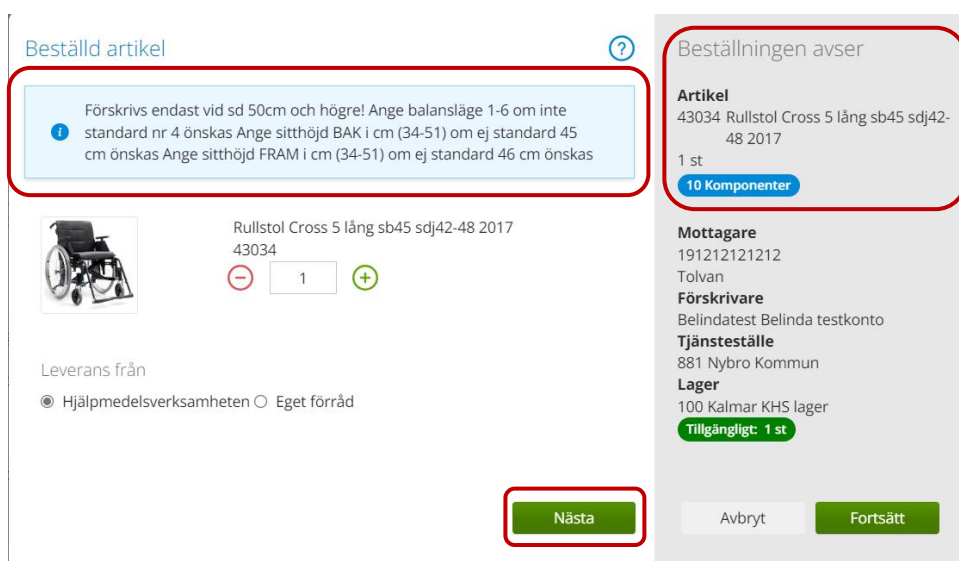 Beställd artikel
?
Förskrivs endast vid sd 50cm och högre! Ange balansläge 1-6 om inte
standard nr 4 önskas Ange sitthöjd BAK i cm (34-51) om ej standard 45
cm önskas Ange sitthöjd FRAM i cm (34-51) om ej standard 46 cm önskas
Rullstol Cross 5 lång sb45 sdj42-48 2017
43034
1
Leverans från
Hjälpmedelsverksamheten Eget förråd
Nästa
Beställningen avser
Artikel
43034 Rullstol Cross 5 lång sb45 sdj42-
48 2017
1 st
10 Komponenter
Mottagare
191212121212
Tolvan
Förskrivare
Belindatest Belinda testkonto
Tjänsteställe
881 Nybro Kommun
Lager
100 Kalmar KHS lager
Tillgängligt: 1 st
Avbryt Fortsätt